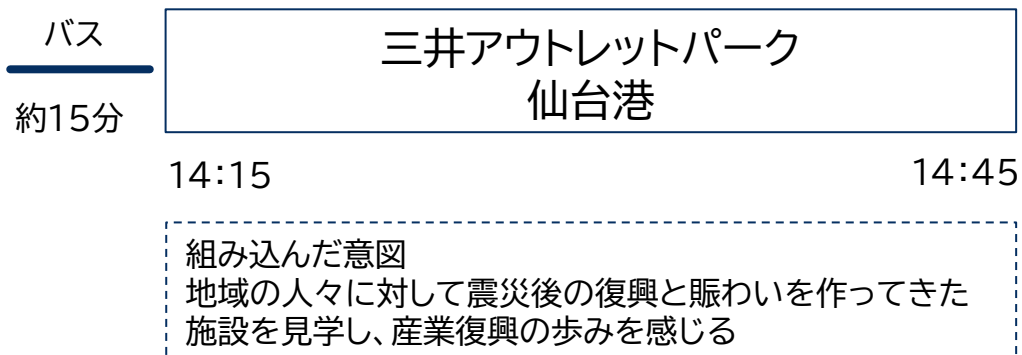 バス
約15分
三井アウトレットパーク
仙台港
14:15
14:45
組み込んだ意図
地域の人々に対して震災後の復興と賑わいを作ってきた
施設を見学し、産業復興の歩みを感じる